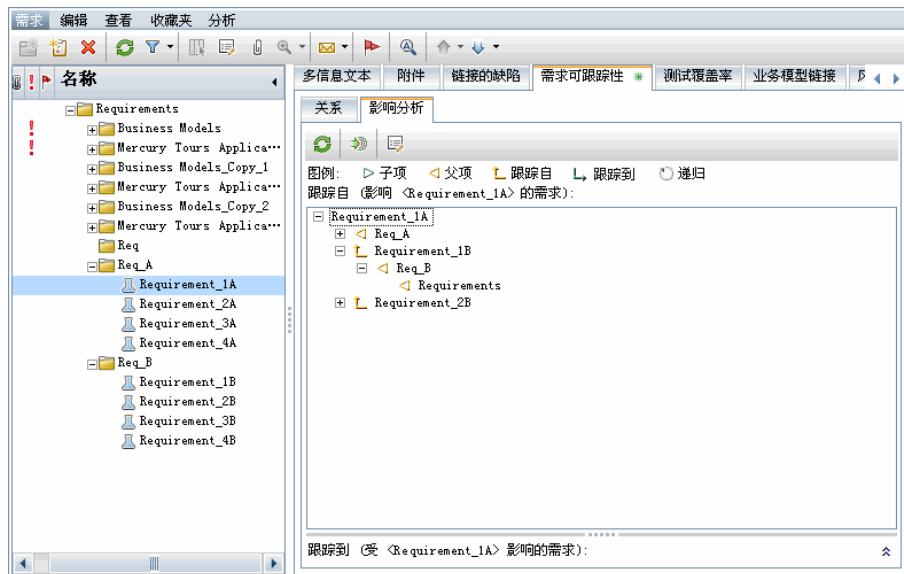 需求 编辑 查看 收藏夹 分析
名称
Requirements
Business Models
Mercury Tours Applica…
Business Models_Copy_1
Mercury Tours Applica…
Business Models_Copy_2
Mercury Tours Applica…
Req
Req_A
Requirement_1A
Requirement_2A
Requirement_3A
Requirement_4A
Req_B
Requirement_1B
Requirement_2B
Requirement_3B
Requirement_4B
多信息文本 附件 链接的缺陷 需求可跟踪性 测试覆盖率 业务模型链接
关系 影响分析
图例: 子项 父项 跟踪自 跟踪到 递归
跟踪自 (影响 <Requirement_1A> 的需求):
Requirement_1A
Req_A
Requirement_1B
Req_B
Requirements
Requirement_2B
跟踪到 (受 <Requirement_1A> 影响的需求):